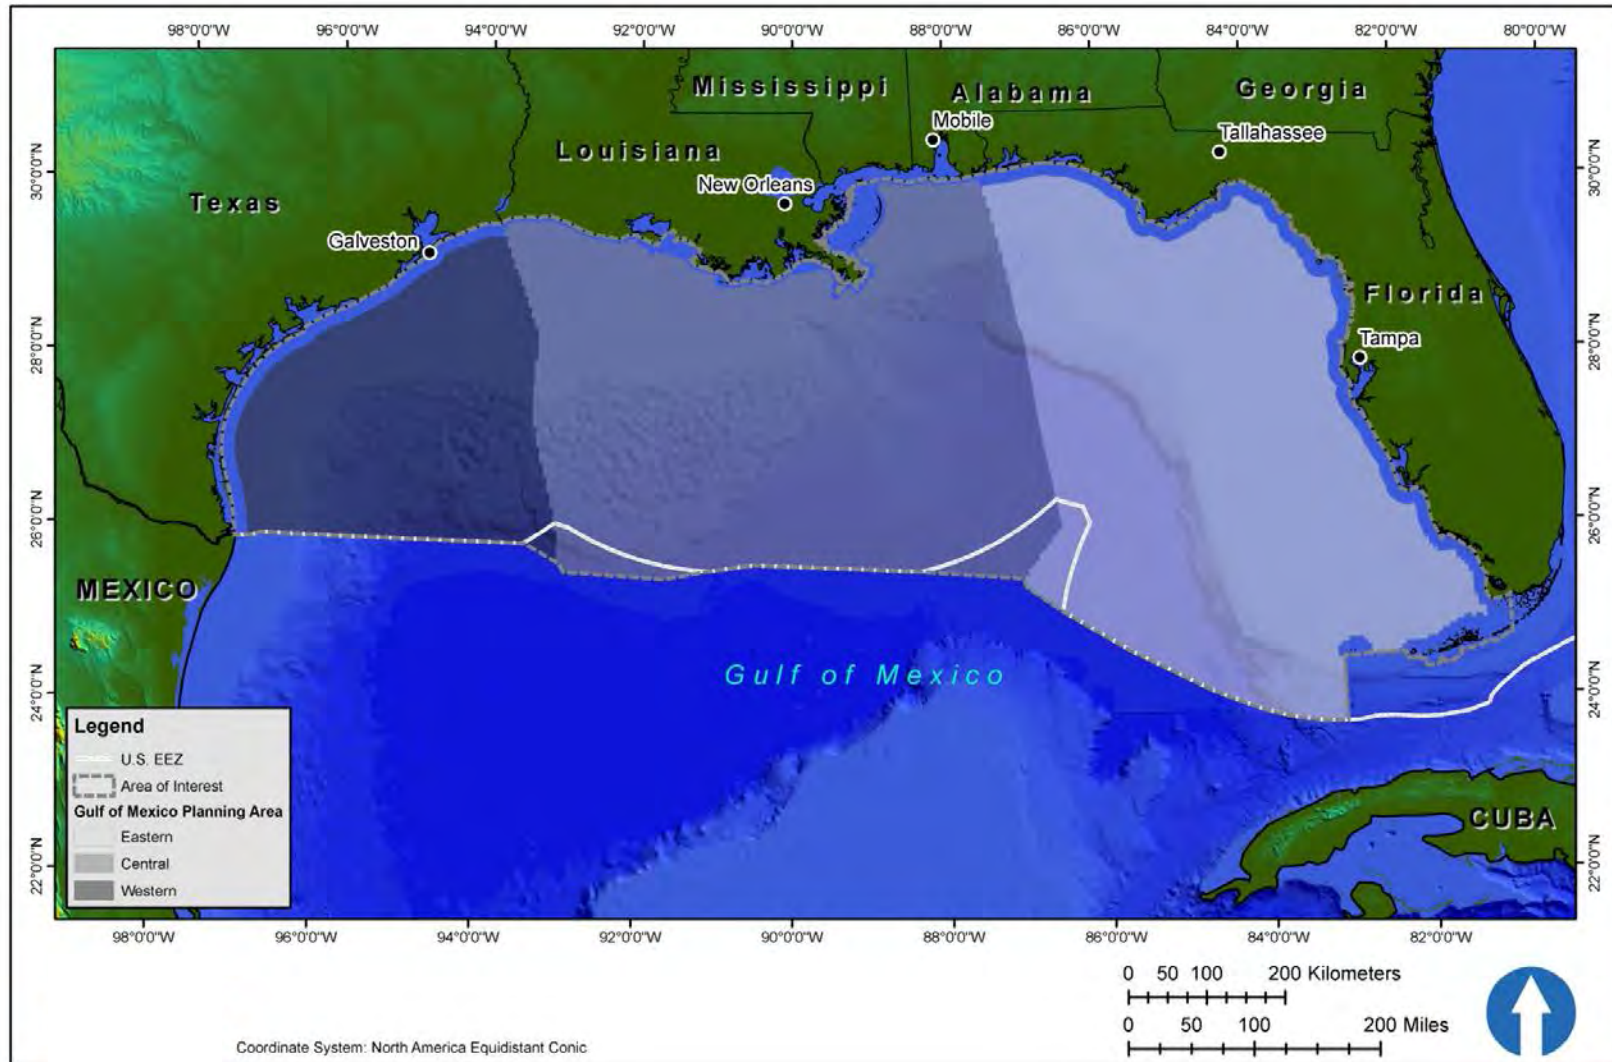 98°0'0"W 96°0'0"W 94°0'0"W 92°0'0"W 90°0'0"W 88°0'0"W 86°0'0"W 84°0'0"W 82°0'0"W 80°0'0"W
Mississippi
Alabama
Georgia
Mobile
Tallahassee
Louisiana
30°0'0"N
30°0'0"N
New Orleans
Texas
Galveston
Florida
28°0'0"N
28°0'0"N
Tampa
26°0'0"N
26°0'0"N
MEXICO
Gulf of Mexico
24°0'0"N
24°0'0"N
Legend
U.S. EEZ
Area of Interest
Gulf of Mexico Planning Area
Eastern
Central
Western
CUBA
22°0'0"N
22°0'0"N
98°0'0"W 96°0'0"W 94°0'0"W 92°0'0"W 90°0'0"W 88°0'0"W 86°0'0"W 84°0'0"W 82°0'0"W
0 50 100 200 Kilometers
0 50 100 200 Miles
Coordinate System: North America Equidistant Conic